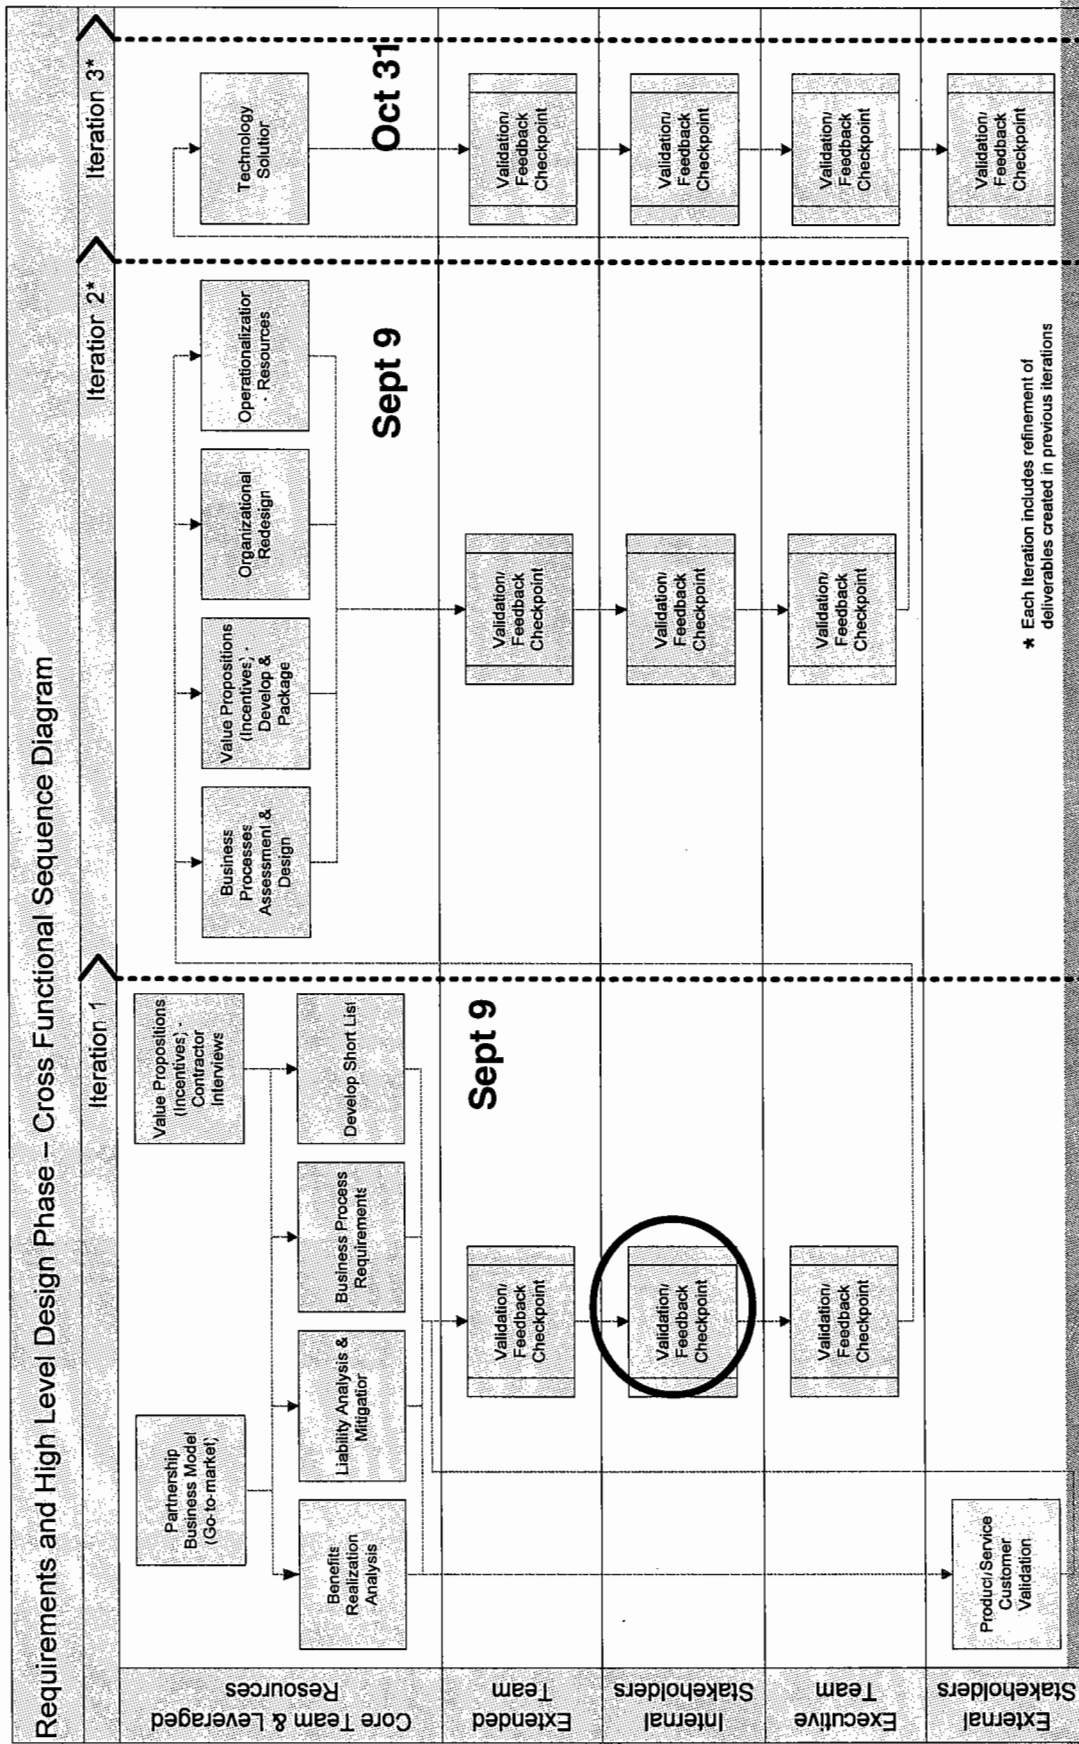 Requirements and High Level Design Phase – Cross Functional Sequence Diagram
Iteration 1
Iteratior 2*
Iteration 3*
Core Team & Leveraged
Resources
Partnership
Business Model
(Go-to-market)
Value Propositions
(Incentives) -
Contractor
Interviews
Benefits
Realization
Analysis
Liability Analysis &
Mitigatior
Business Process
Requirements
Develop Short List
Business
Processes
Assessment &
Design
Value Propositions
(Incentives) -
Develop &
Package
Organizational
Redesign
Operationalization
- Resources
Technology
Solutior
Sept 9
Sept 9
Oct 31
Extended
Team
Validation/
Feedback
Checkpoint
Validation/
Feedback
Checkpoint
Validation/
Feedback
Checkpoint
Internal
Stakeholders
Validation/
Feedback
Checkpoint
Validation/
Feedback
Checkpoint
Validation/
Feedback
Checkpoint
Executive
Team
Validation/
Feedback
Checkpoint
Validation/
Feedback
Checkpoint
Validation/
Feedback
Checkpoint
External
Stakeholders
Product/Service
Customer
Validation
Validation/
Feedback
Checkpoint
* Each Iteration includes refinement of
deliverables created in previous iterations